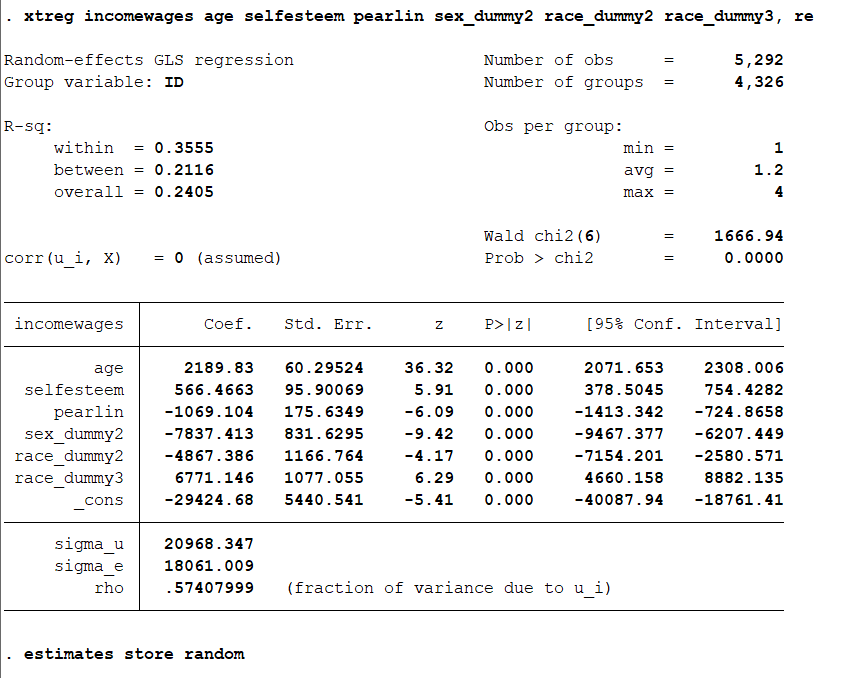 . xtreg incomewages age selfesteem pearlin sex_dummy2 race_dummy2 race_dummy3, re
Random-effects GLS regression                   Number of obs     =      5,292
Group variable: ID                              Number of groups  =      4,326
R-sq:                                           Obs per group:
     within  = 0.3555                                         min =          1
     between = 0.2116                                         avg =        1.2
     overall = 0.2405                                         max =          4
                                                Wald chi2(6)      =    1666.94
corr(u_i, X)   = 0 (assumed)                    Prob > chi2       =     0.0000
 incomewages        Coef.   Std. Err.      z    P>|z|     [95% Conf. Interval]
         age      2189.83   60.29524    36.32   0.000     2071.653    2308.006
  selfesteem     566.4663   95.90069     5.91   0.000     378.5045    754.4282
     pearlin    -1069.104   175.6349    -6.09   0.000    -1413.342   -724.8658
  sex_dummy2    -7837.413   831.6295    -9.42   0.000    -9467.377   -6207.449
 race_dummy2    -4867.386   1166.764    -4.17   0.000    -7154.201   -2580.571
 race_dummy3     6771.146   1077.055     6.29   0.000     4660.158    8882.135
       _cons    -29424.68   5440.541    -5.41   0.000    -40087.94   -18761.41
     sigma_u    20968.347
     sigma_e    18061.009
         rho    .57407999   (fraction of variance due to u_i)
. estimates store random